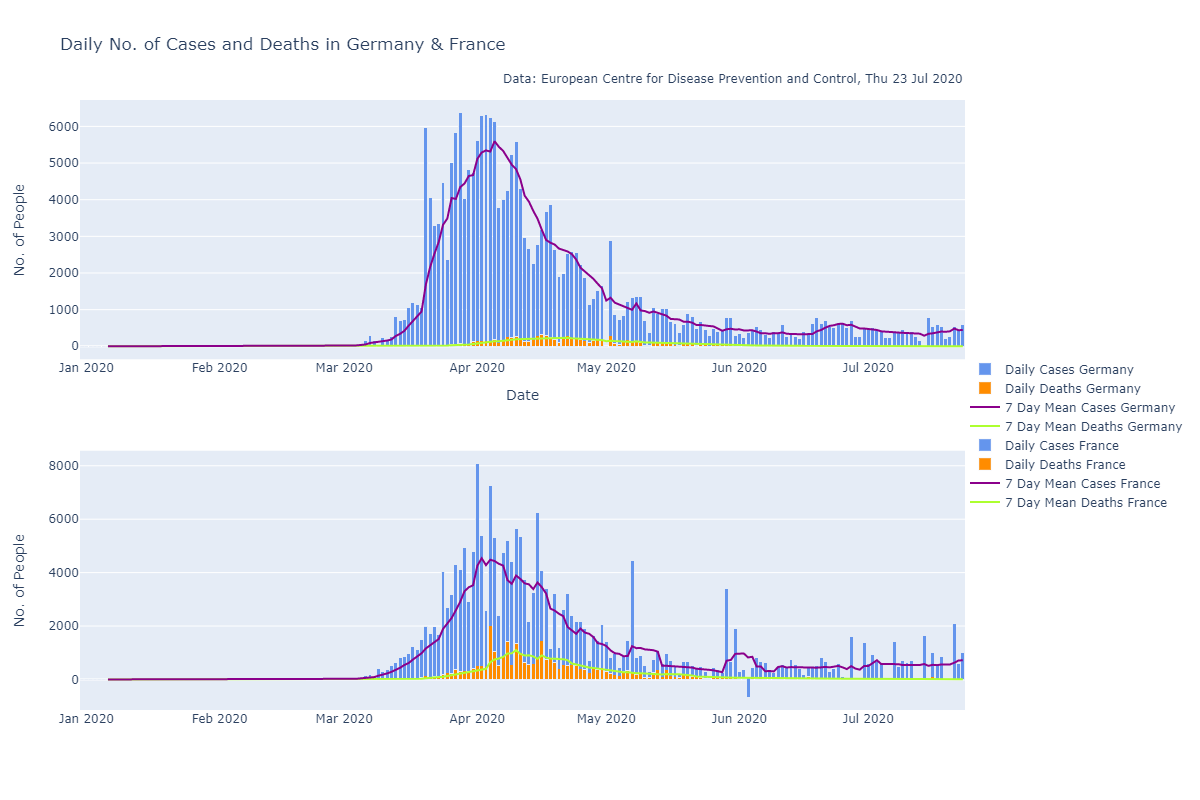 Daily No. of Cases and Deaths in Germany & France
Data: European Centre for Disease Prevention and Control, Thu 23 Jul 2020
No. of People
6000
5000
4000
3000
2000
1000
0
Jan 2020 Feb 2020 Mar 2020 Apr 2020 May 2020 Jun 2020 Jul 2020
Date
Daily Cases Germany
Daily Deaths Germany
7 Day Mean Cases Germany
7 Day Mean Deaths Germany
Daily Cases France
Daily Deaths France
7 Day Mean Cases France
7 Day Mean Deaths France
No. of People
8000
6000
4000
2000
0
Jan 2020 Feb 2020 Mar 2020 Apr 2020 May 2020 Jun 2020 Jul 2020